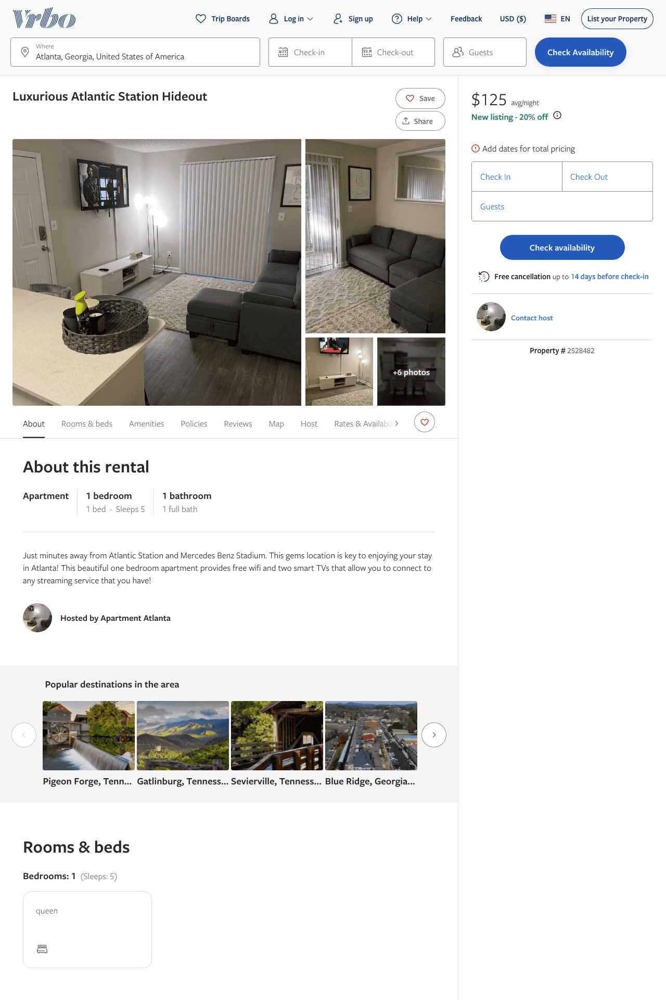 Vrbo
Trip Boards
Log in
Sign up
Help
Feedback
USD ($)
EN
List your Property
Where
Atlanta, Georgia, United States of America
Check-in
Check-out
Guests
Check Availability
Luxurious Atlantic Station Hideout
Save
Share
+6 photos
$125 avg/night
New listing · 20% off
Add dates for total pricing
Check In
Check Out
Guests
Check availability
Free cancellation up to 14 days before check-in
Contact host
Property # 2528482
About
Rooms & beds
Amenities
Policies
Reviews
Map
Host
Rates & Availabili
About this rental
Apartment
1 bedroom
1 bed · Sleeps 5
1 bathroom
1 full bath
Just minutes away from Atlantic Station and Mercedes Benz Stadium. This gems location is key to enjoying your stay
in Atlanta! This beautiful one bedroom apartment provides free wifi and two smart TVs that allow you to connect to
any streaming service that you have!
Hosted by Apartment Atlanta
Popular destinations in the area
Pigeon Forge, Tenn...
Gatlinburg, Tenness...
Sevierville, Tenness...
Blue Ridge, Georgia...
Rooms & beds
Bedrooms: 1 (Sleeps: 5)
queen